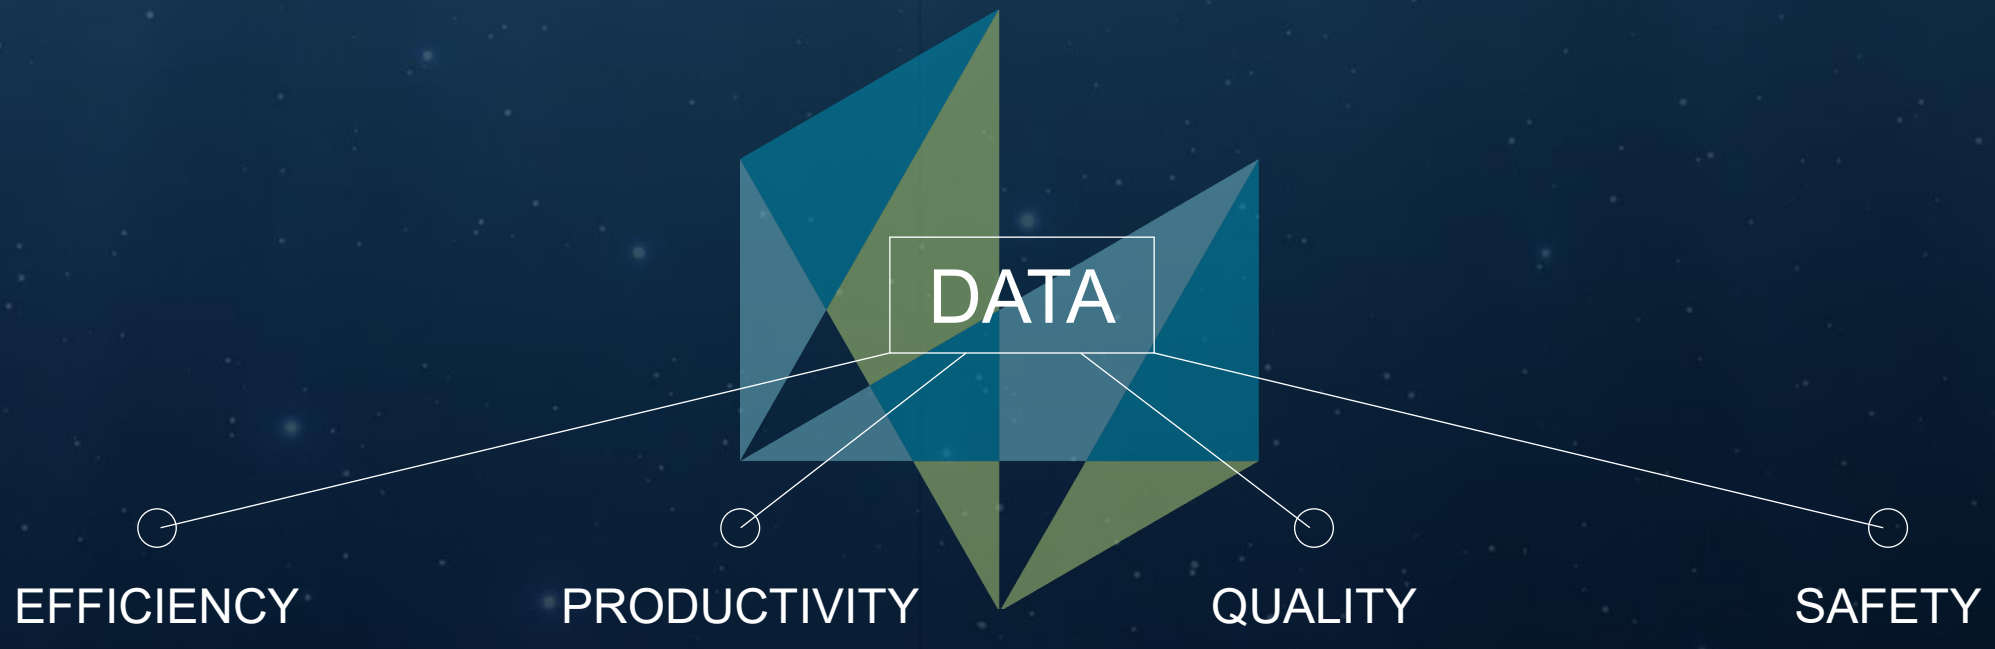 DATA
EFFICIENCY
PRODUCTIVITY
QUALITY
SAFETY